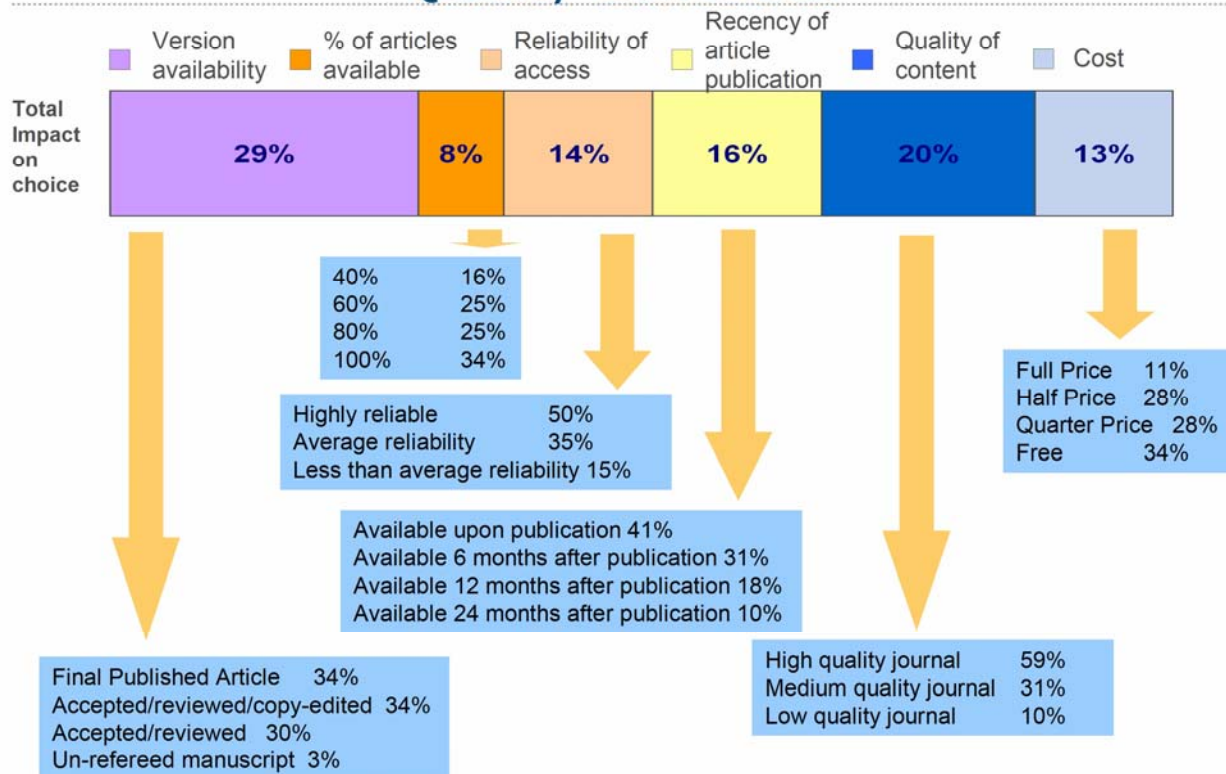 Version availability
% of articles available
Reliability of access
Recency of article publication
Quality of content
Cost
Total
Impact
on
choice
29%
8%
14%
16%
20%
13%
40% 16%
60% 25%
80% 25%
100% 34%
Highly reliable 50%
Average reliability 35%
Less than average reliability 15%
Full Price 11%
Half Price 28%
Quarter Price 28%
Free 34%
Available upon publication 41%
Available 6 months after publication 31%
Available 12 months after publication 18%
Available 24 months after publication 10%
Final Published Article 34%
Accepted/reviewed/copy-edited 34%
Accepted/reviewed 30%
Un-refereed manuscript 3%
High quality journal 59%
Medium quality journal 31%
Low quality journal 10%